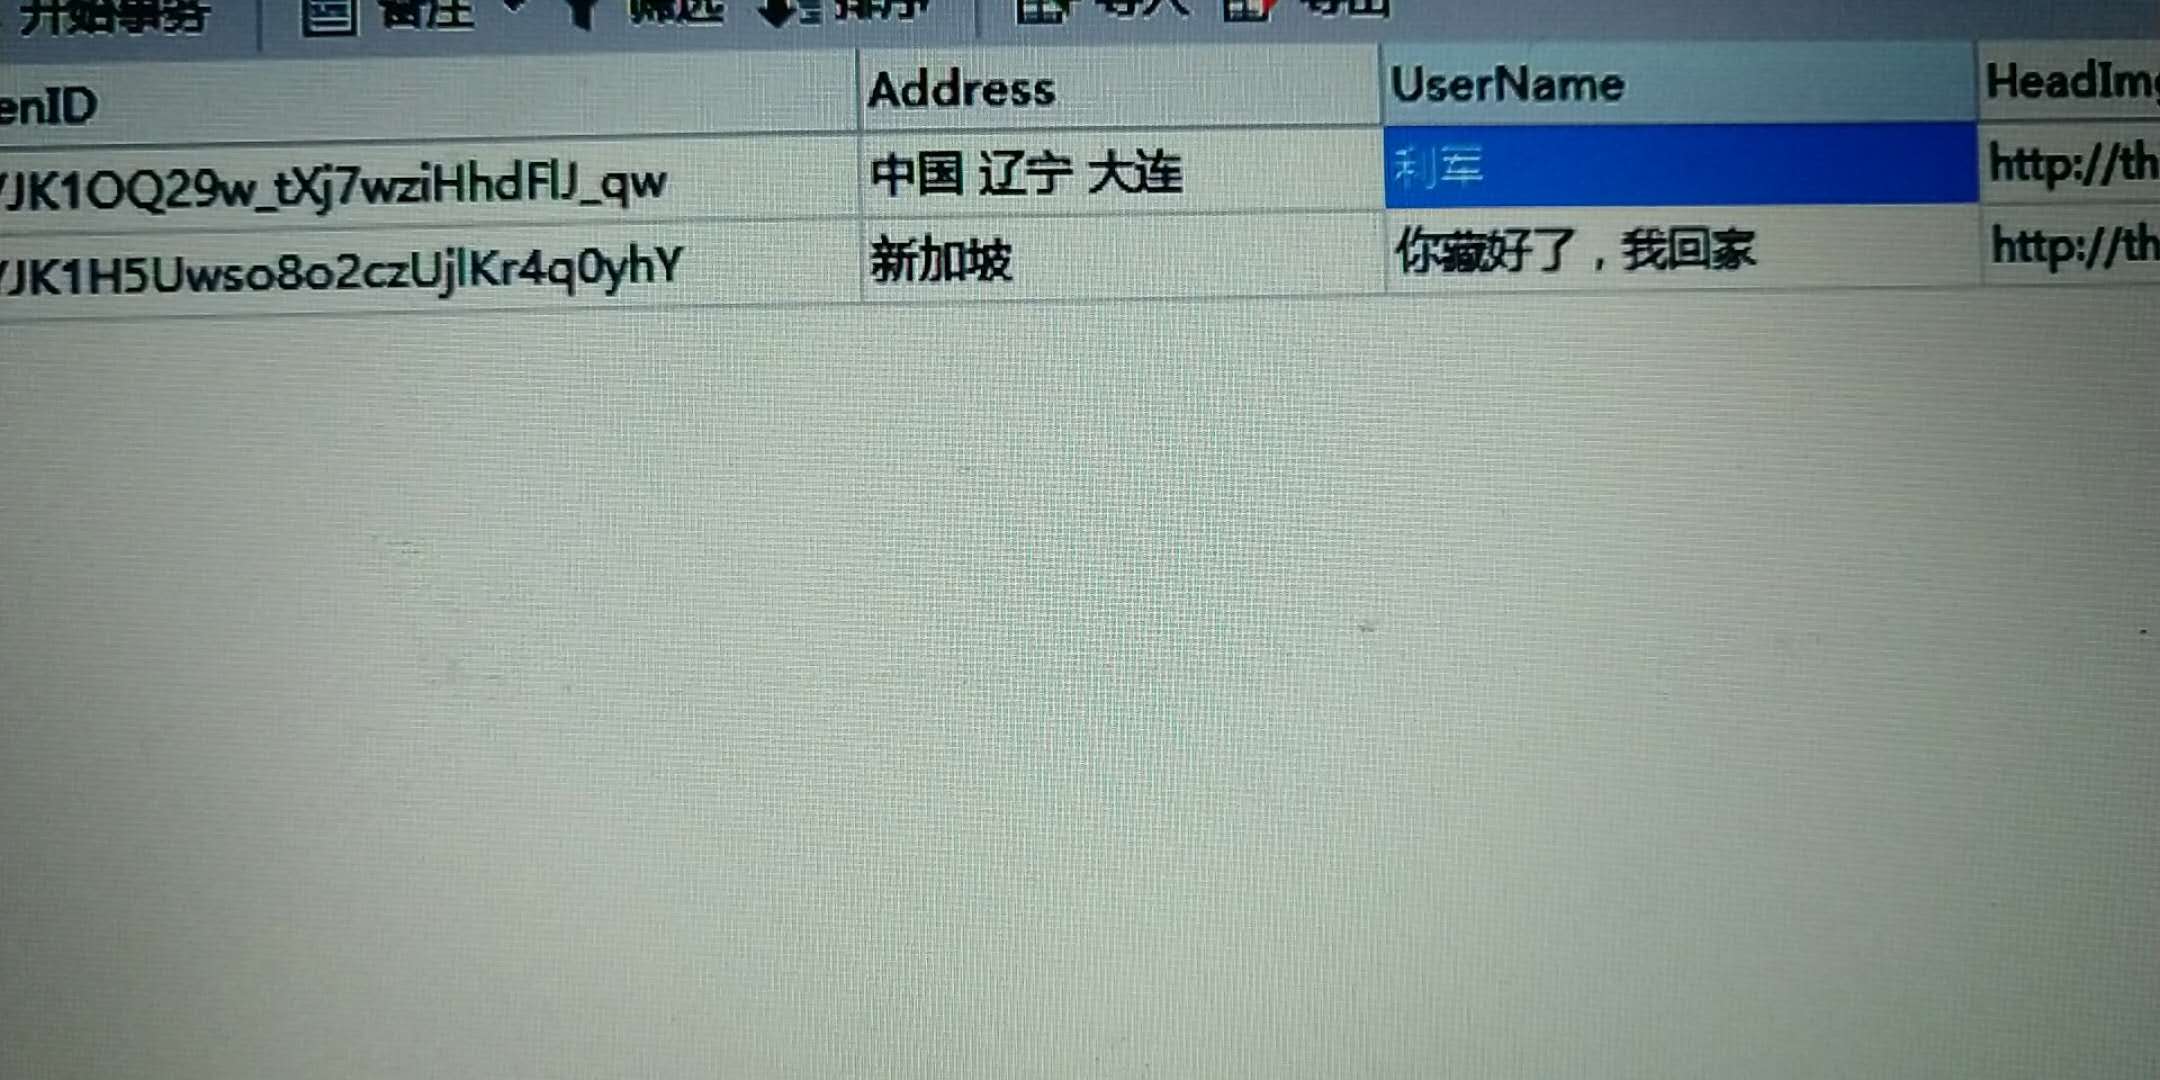 开始事务 备注 筛选 排序 导入 导出
enID Address UserName HeadImg
/JK1OQ29w_tXj7wziHhdFlJ_qw 中国 辽宁 大连 利军 http://th
/JK1H5Uwso8o2czUjlKr4q0yhY 新加坡 你藏好了，我回家 http://th